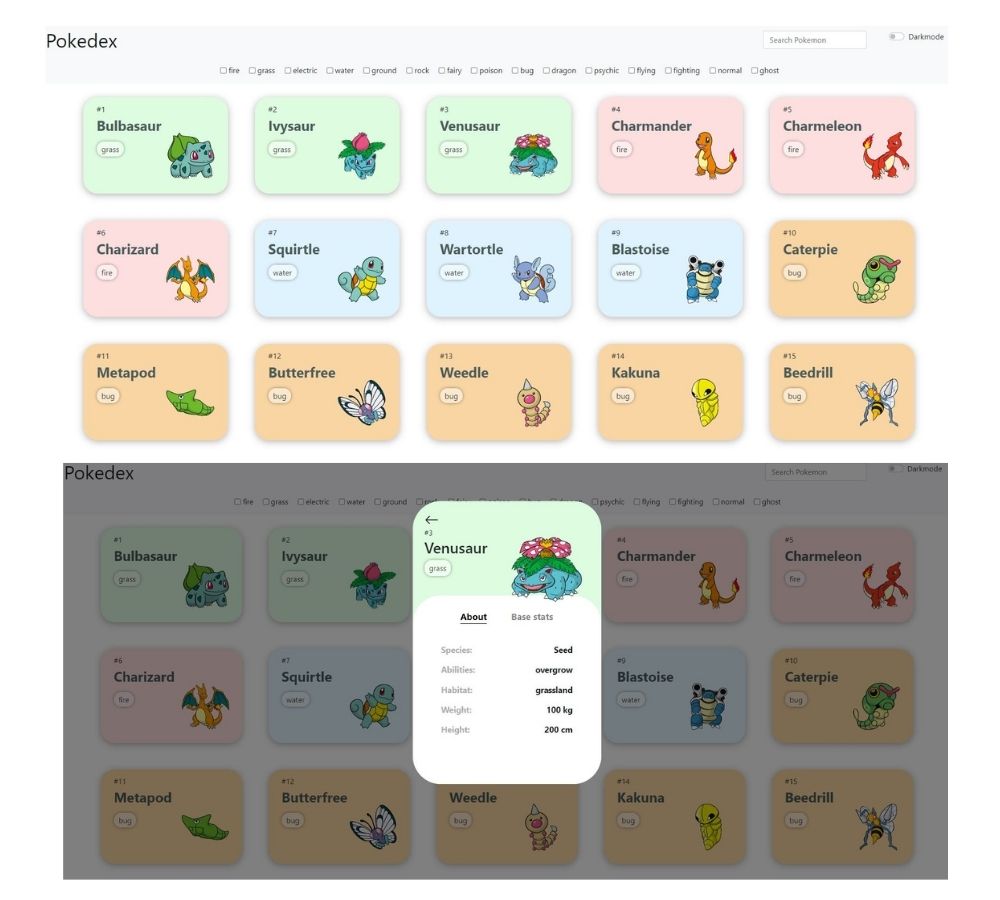 Pokedex
Search Pokemon
Darkmode
fire grass electric water ground rock fairy poison bug dragon psychic flying fighting normal ghost
#1 #2 #3 #4 #5
Bulbasaur Ivysaur Venusaur Charmander Charmeleon
grass grass grass fire fire
#6 #7 #8 #9 #10
Charizard Squirtle Wartortle Blastoise Caterpie
fire water water water bug
#11 #12 #13 #14 #15
Metapod Butterfree Weedle Kakuna Beedrill
bug bug bug bug bug
Pokedex
Search Pokemon
Darkmode
fire grass electric water ground psychic flying fighting normal ghost
#1 #2 #4 #5
Bulbasaur Ivysaur Charmander Charmeleon
grass grass fire fire
#3
Venusaur
grass
About Base stats
Species: Seed
Abilities: overgrow
Habitat: grassland
Weight: 100 kg
Height: 200 cm
#6 #7 #9 #10
Charizard Squirtle Blastoise Caterpie
fire water water bug
#11 #12 #14 #15
Metapod Butterfree Weedle Kakuna Beedrill
bug bug bug bug bug